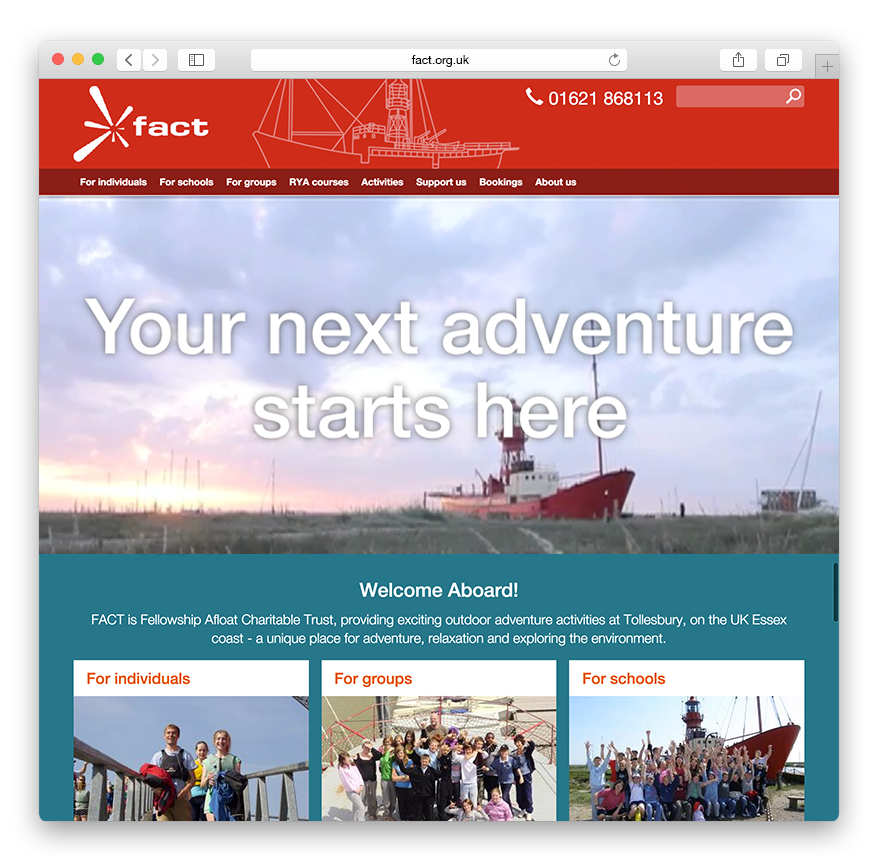 fact.org.uk
fact
01621 868113
For individuals For schools For groups RYA courses Activities Support us Bookings About us
Your next adventure
starts here
Welcome Aboard!
FACT is Fellowship Afloat Charitable Trust, providing exciting outdoor adventure activities at Tollesbury, on the UK Essex
coast - a unique place for adventure, relaxation and exploring the environment.
For individuals
For groups
For schools